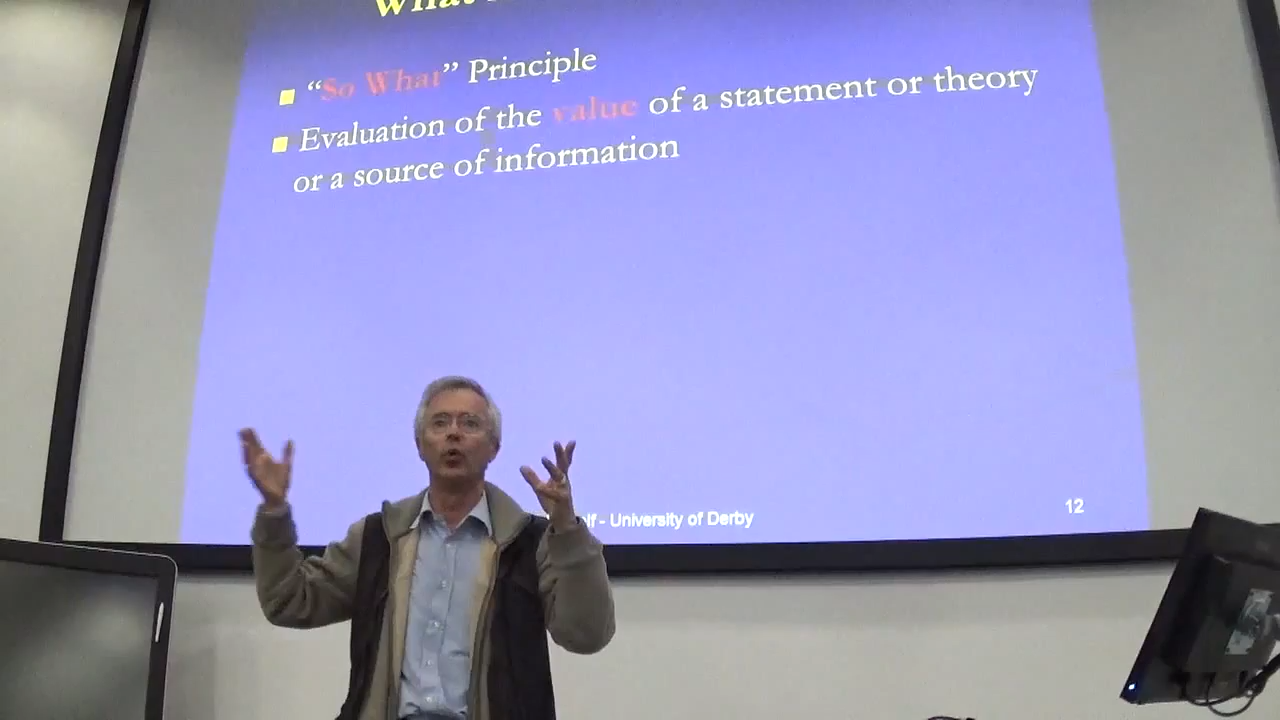 What
“So What” Principle
Evaluation of the value of a statement or theory
or a source of information
lf - University of Derby
12